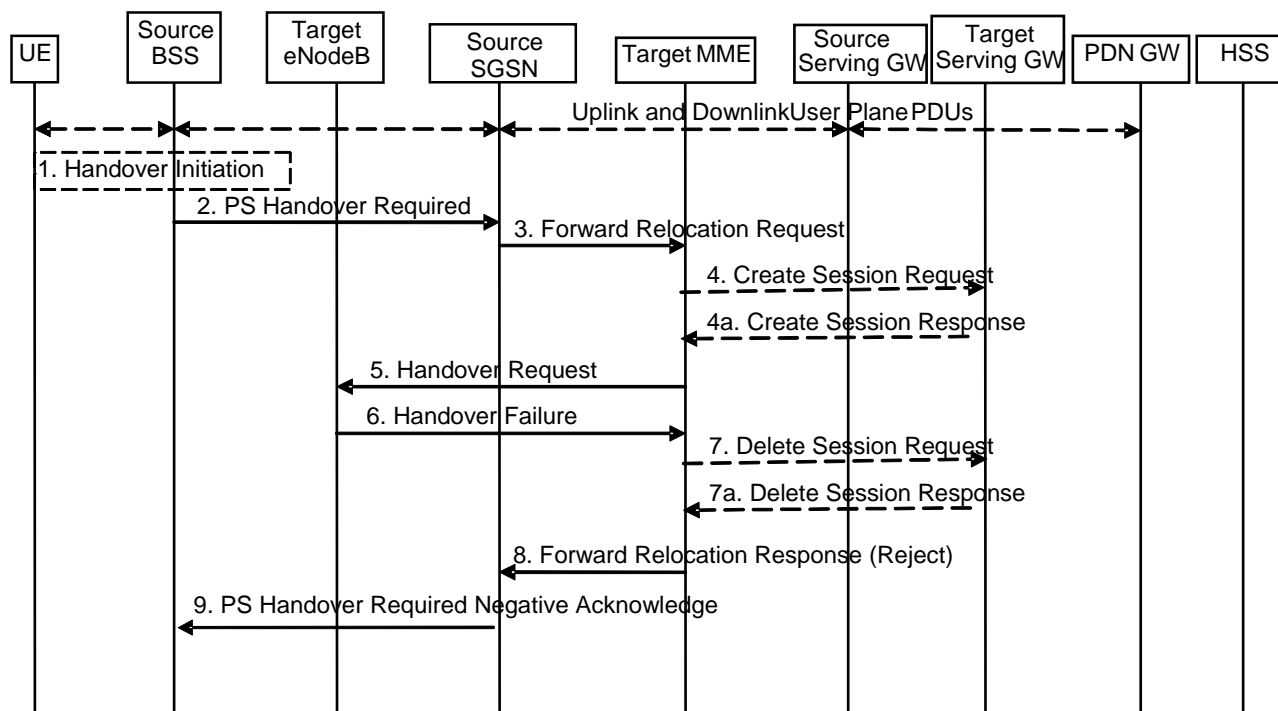 UE
Source
BSS
Target
eNodeB
Source
SGSN
Target MME
Source
Serving GW
Target
Serving GW
PDN GW
HSS
Uplink and DownlinkUser Plane PDUs
1. Handover Initiation
2. PS Handover Required
3. Forward Relocation Request
4. Create Session Request
4a. Create Session Response
5. Handover Request
6. Handover Failure
7. Delete Session Request
7a. Delete Session Response
8. Forward Relocation Response (Reject)
9. PS Handover Required Negative Acknowledge